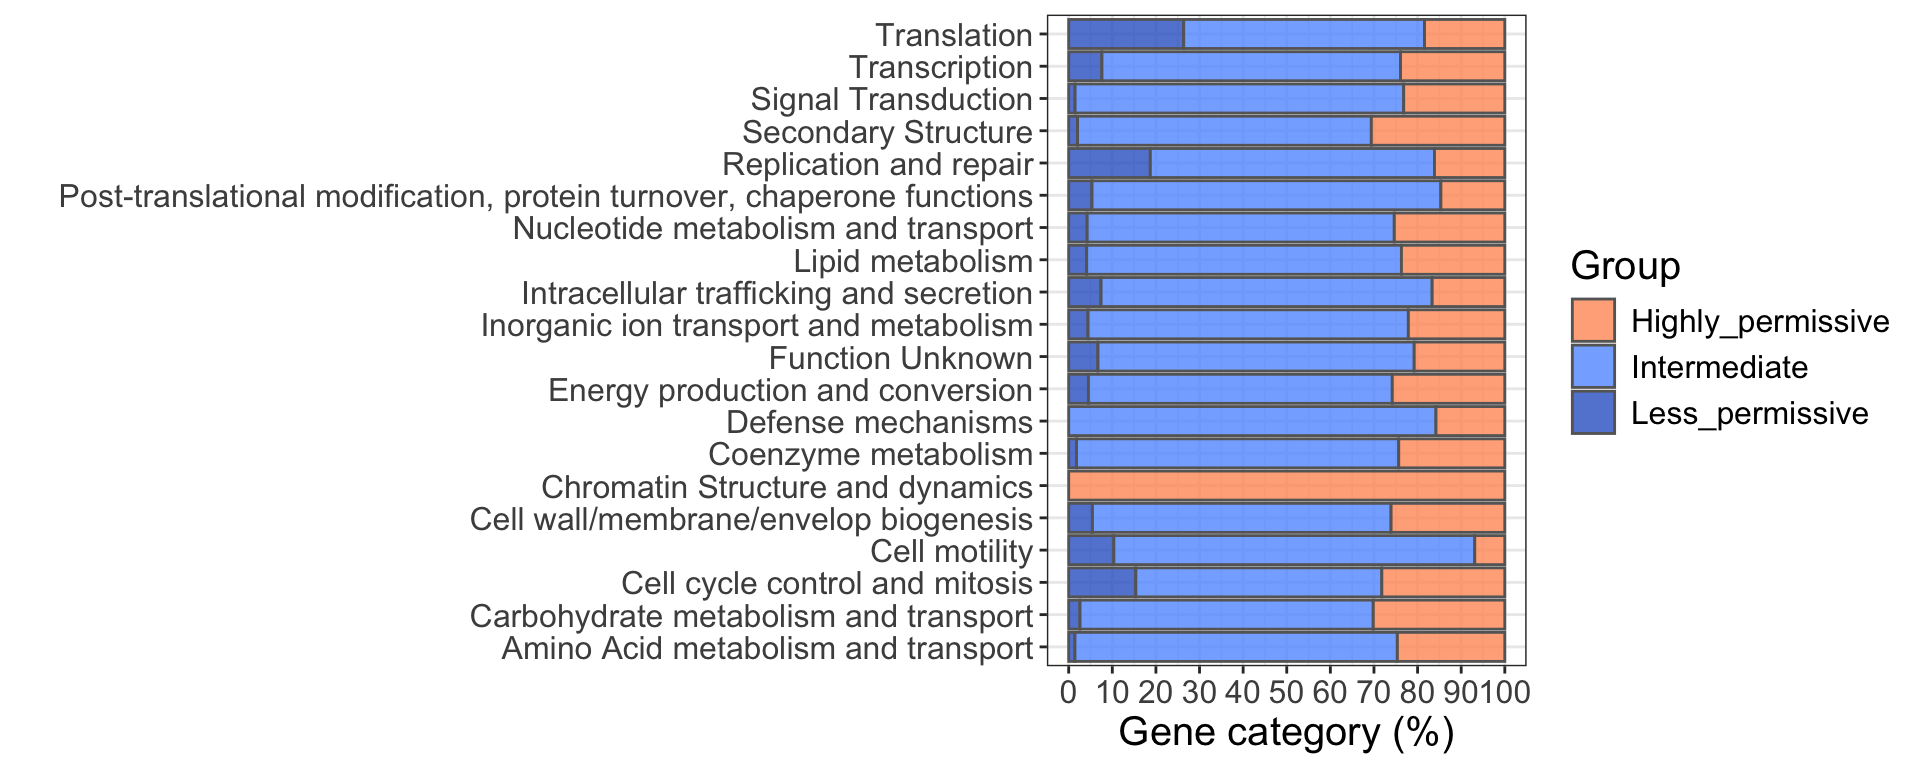 Translation
Transcription
Signal Transduction
Secondary Structure
Replication and repair
Post-translational modification, protein turnover, chaperone functions
Nucleotide metabolism and transport
Lipid metabolism
Intracellular trafficking and secretion
Inorganic ion transport and metabolism
Function Unknown
Energy production and conversion
Defense mechanisms
Coenzyme metabolism
Chromatin Structure and dynamics
Cell wall/membrane/envelop biogenesis
Cell motility
Cell cycle control and mitosis
Carbohydrate metabolism and transport
Amino Acid metabolism and transport
0 10 20 30 40 50 60 70 80 90 100
Gene category (%)
Group
Highly_permissive
Intermediate
Less_permissive